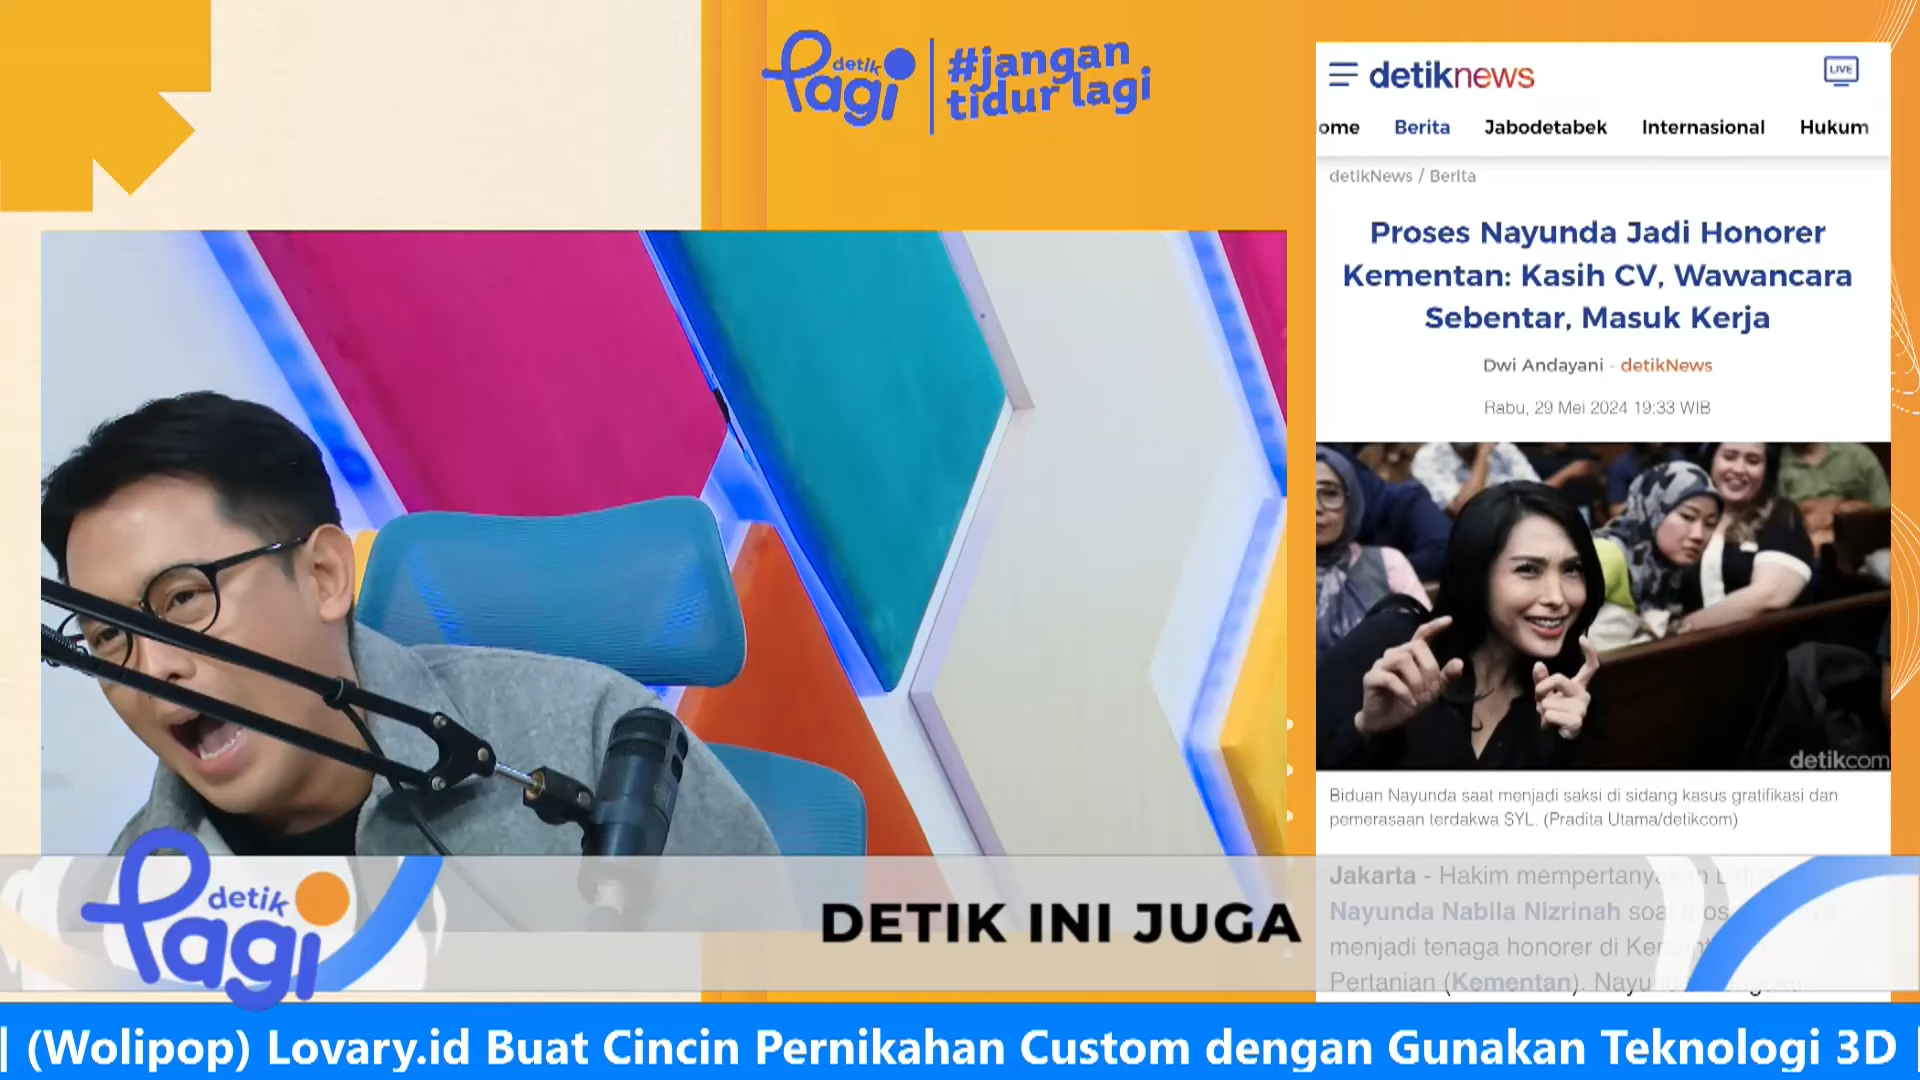 detik
Pagi
#jangan
tidur lagi
detiknews
LIVE
ome Berita Jabodetabek Internasional Hukum
detikNews / Berita
Proses Nayunda Jadi Honorer
Kementan: Kasih CV, Wawancara
Sebentar, Masuk Kerja
Dwi Andayani - detikNews
Rabu, 29 Mei 2024 19:33 WIB
detikcom
Biduan Nayunda saat menjadi saksi di sidang kasus gratifikasi dan
pemerasaan terdakwa SYL. (Pradita Utama/detikcom)
Jakarta - Hakim mempertanyakan
Nayunda Nabila Nizrinah soal
menjadi tenaga honorer di
Pertanian (Kementan).
detik
Pagi
DETIK INI JUGA
| (Wolipop) Lovary.id Buat Cincin Pernikahan Custom dengan Gunakan Teknologi 3D |